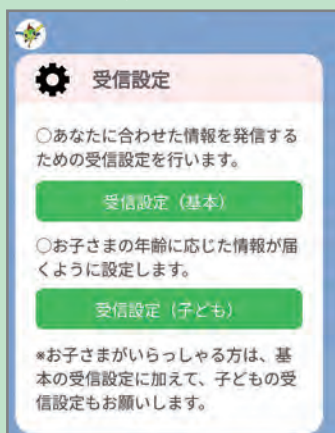 受信設定
○あなたに合わせた情報を発信する
ための受信設定を行います。
受信設定（基本）
○お子さまの年齢に応じた情報が届
くように設定します。
受信設定（子ども）
※お子さまがいらっしゃる方は、基
本の受信設定に加えて、子どもの受
信設定もお願いします。